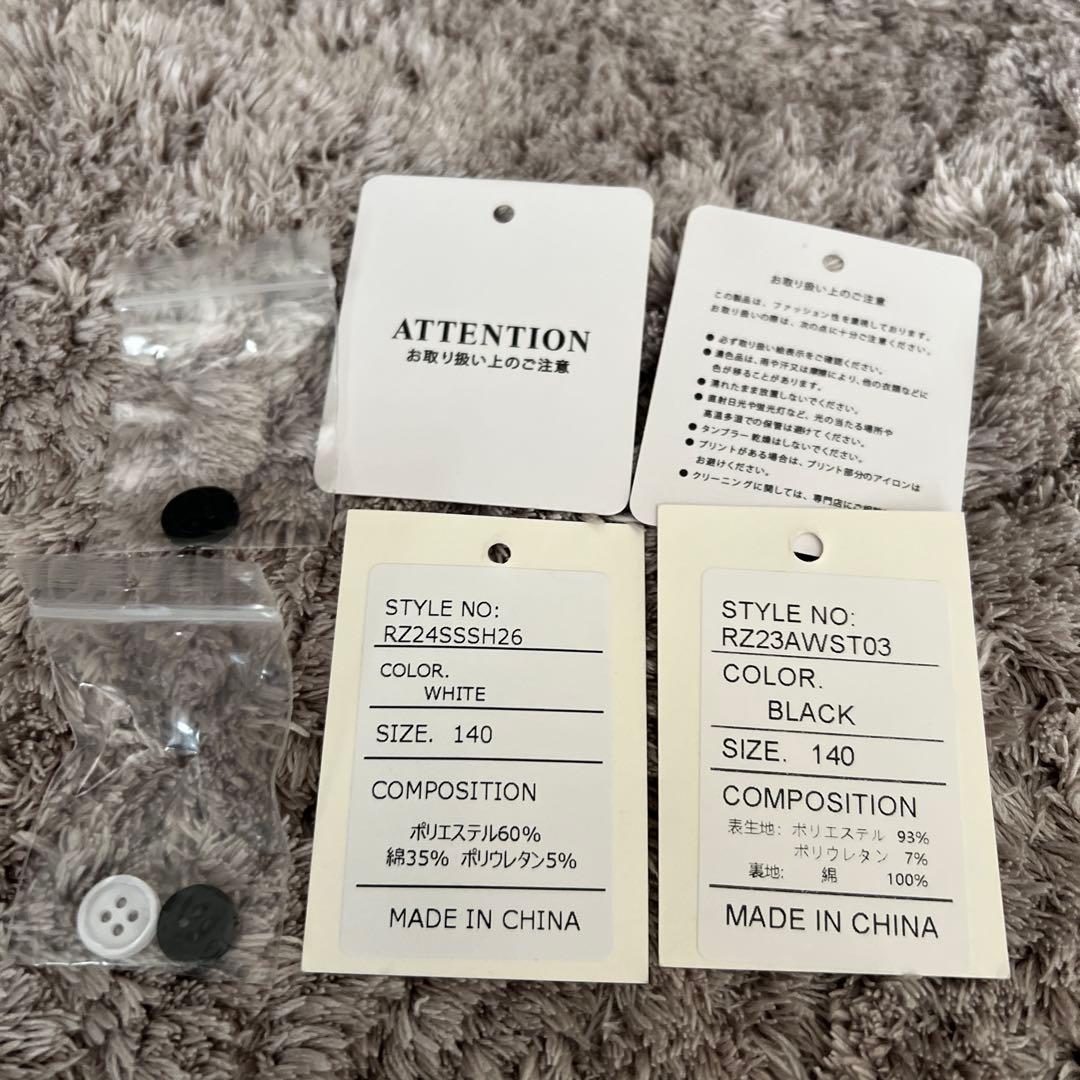 ATTENTION
お取り扱い上のご注意
お取り扱い上のご注意
この製品は、ファッション性を重視しております。
お取り扱いの際は、次の点に十分ご注意ください。
● 必ず取り扱い絵表示をご確認ください。
● 濃色品は、雨や汗又は摩擦により、他の衣類などに
色が移ることがあります。
● 濡れたまま放置しないでください。
● 直射日光や蛍光灯など、光の当たる場所や
高温多湿での保管は避けてください。
● タンブラー乾燥はしないでください。
● プリントがある場合は、プリント部分のアイロンは
お避けください。
● クリーニングに関しては、専門店にご
STYLE NO:
RZ24SSSH26
COLOR.
WHITE
SIZE. 140
COMPOSITION
ポリエステル60%
綿35% ポリウレタン5%
MADE IN CHINA
STYLE NO:
RZ23AWST03
COLOR.
BLACK
SIZE. 140
COMPOSITION
表生地: ポリエステル 93%
ポリウレタン 7%
裏地: 綿 100%
MADE IN CHINA